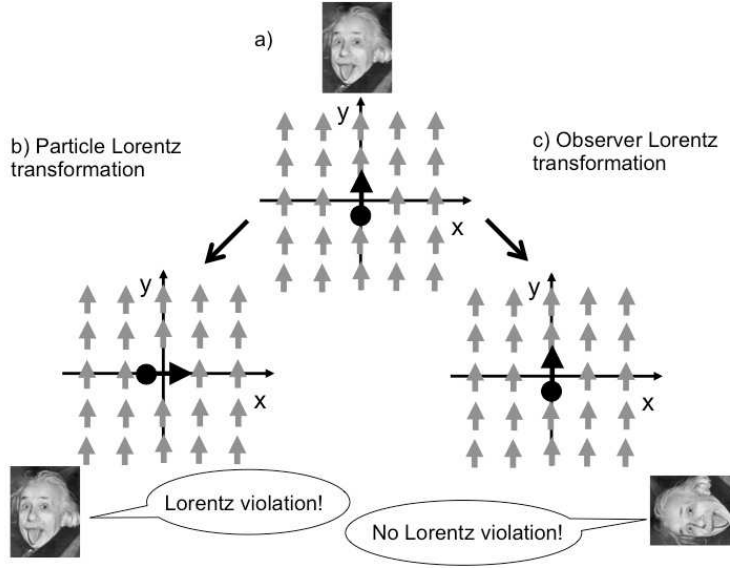 a)
y
b) Particle Lorentz
transformation
c) Observer Lorentz
transformation
x
y
x
y
x
Lorentz violation!
No Lorentz violation!